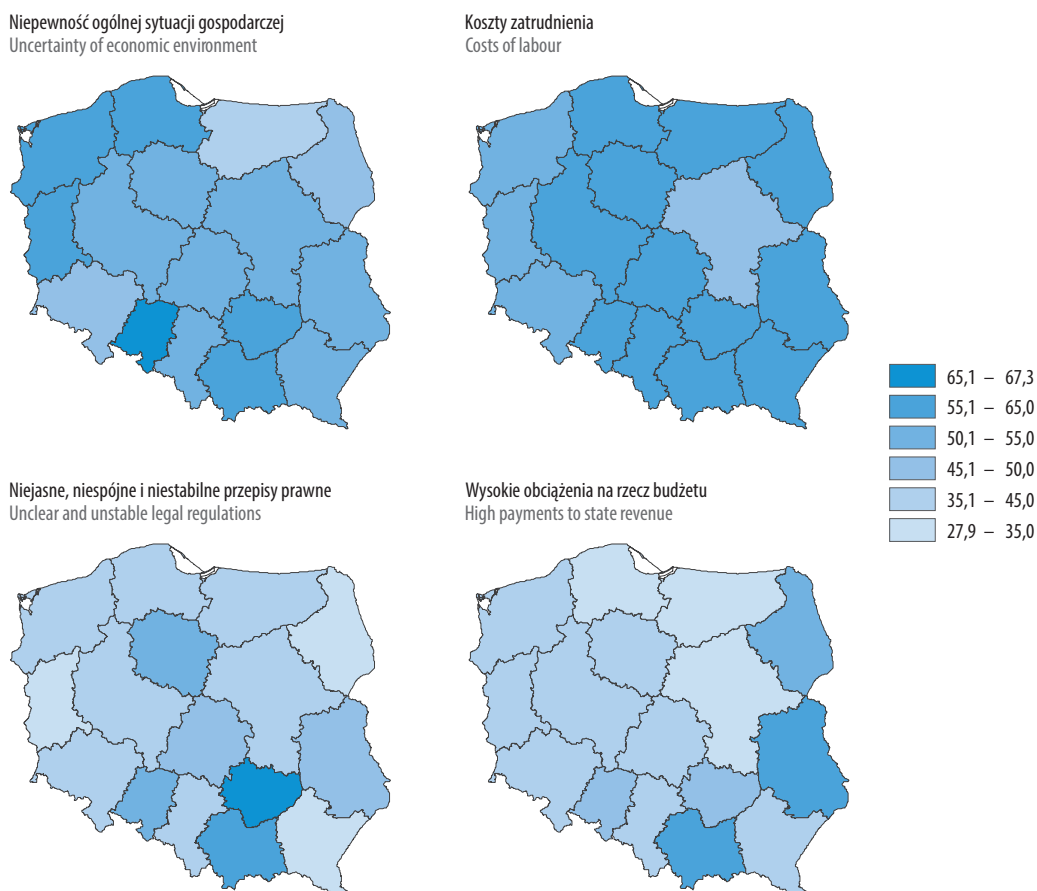 Niepewność ogólnej sytuacji gospodarczej
Uncertainty of economic environment
Koszty zatrudnienia
Costs of labour
65,1 – 67,3
55,1 – 65,0
50,1 – 55,0
45,1 – 50,0
35,1 – 45,0
27,9 – 35,0
Niejasne, niespójne i niestabilne przepisy prawne
Unclear and unstable legal regulations
Wysokie obciążenia na rzecz budżetu
High payments to state revenue